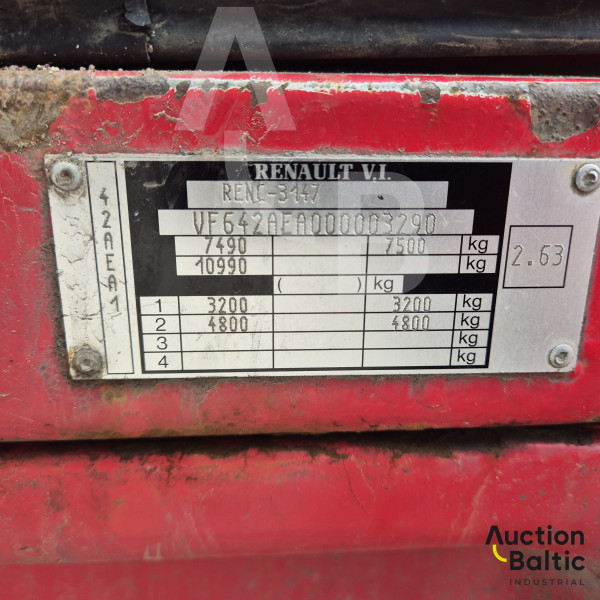 RENAULT V.I.
RENC-3147
VF642AEA000003290
7490 7500 kg
10990 kg
( ) kg
1 3200 3200 kg
2 4800 4800 kg
3 kg
4 kg
42AEA1
2.63
Auction
Baltic
INDUSTRIAL